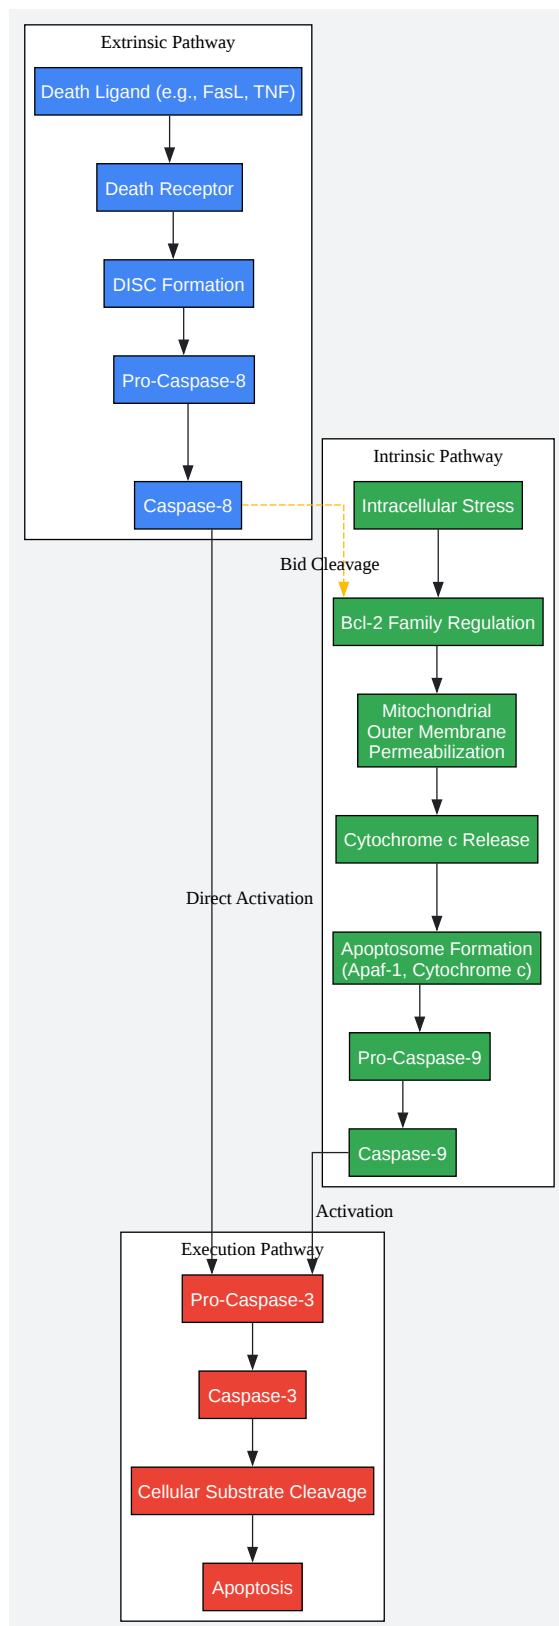 Extrinsic Pathway
Death Ligand (e.g., FasL, TNF)
Death Receptor
DISC Formation
Pro-Caspase-8
Caspase-8
Intrinsic Pathway
Intracellular Stress
Bid Cleavage
Bcl-2 Family Regulation
Mitochondrial
Outer Membrane
Permeabilization
Cytochrome c Release
Direct Activation
Apoptosome Formation
(Apaf-1, Cytochrome c)
Pro-Caspase-9
Caspase-9
Activation
Execution Pathway
Pro-Caspase-3
Caspase-3
Cellular Substrate Cleavage
Apoptosis